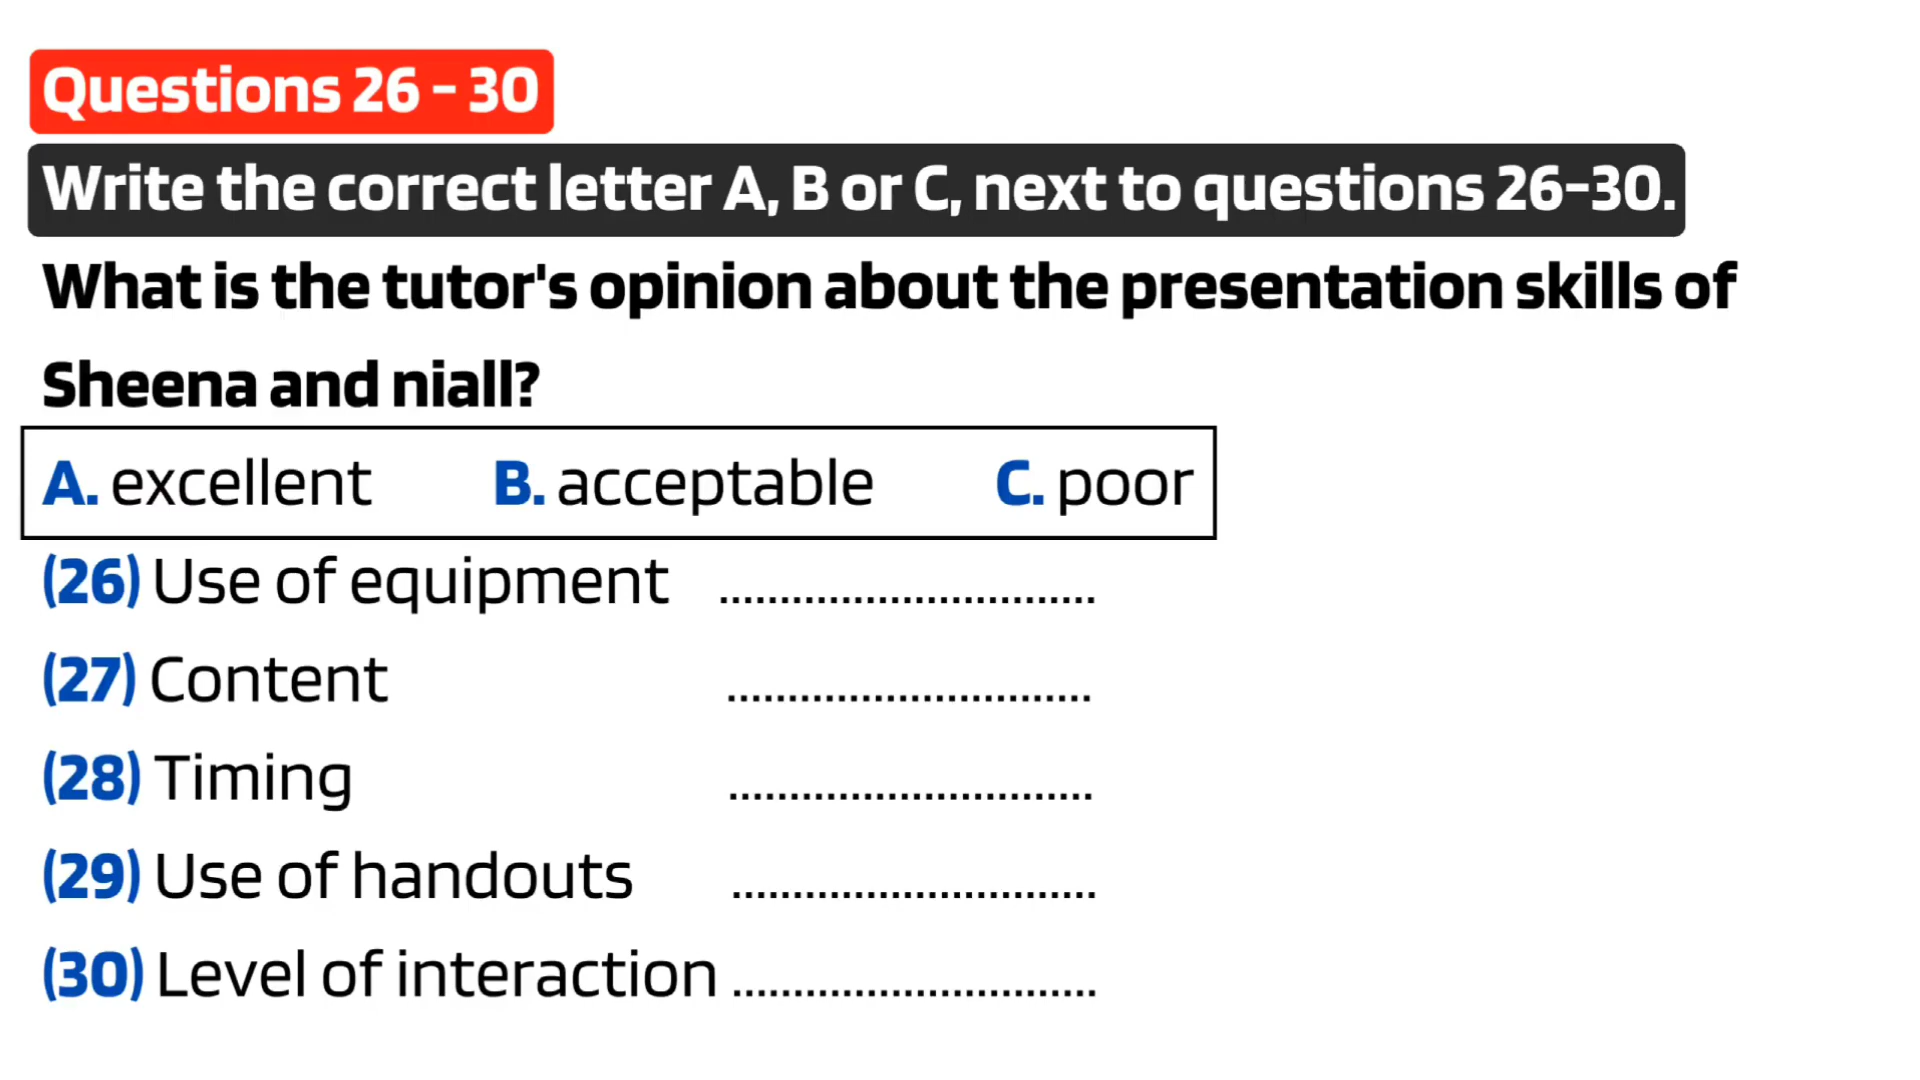 Questions 26 – 30
Write the correct letter A, B or C, next to questions 26–30.
What is the tutor's opinion about the presentation skills of
Sheena and niall?
A. excellent B. acceptable C. poor
(26) Use of equipment ...............................
(27) Content ..............................
(28) Timing ..............................
(29) Use of handouts ..............................
(30) Level of interaction ..............................